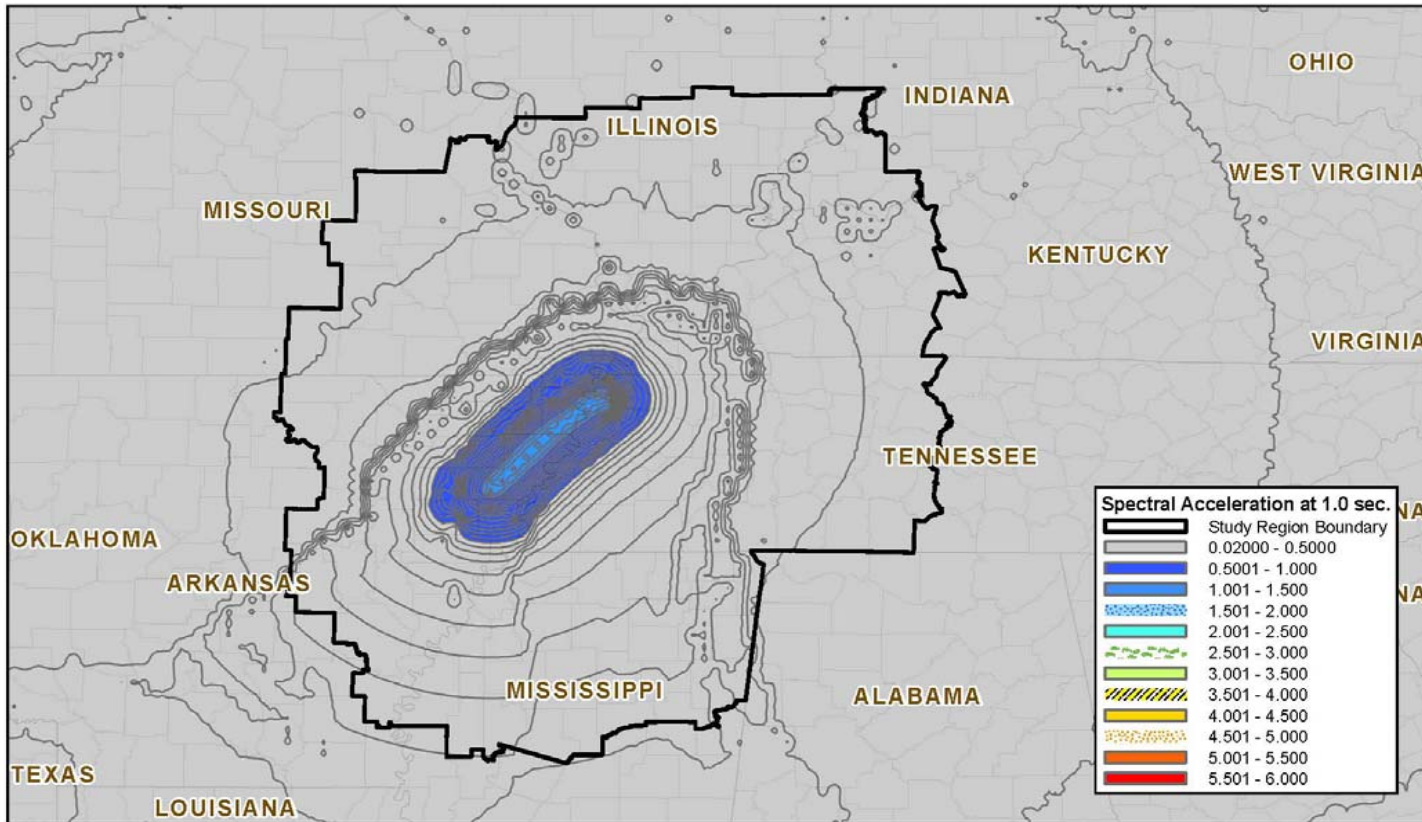 OHIO
INDIANA
ILLINOIS
WEST VIRGINIA
MISSOURI
KENTUCKY
VIRGINIA
TENNESSEE
Spectral Acceleration at 1.0 sec.
Study Region Boundary
0.02000 - 0.5000
0.5001 - 1.000
1.001 - 1.500
1.501 - 2.000
2.001 - 2.500
2.501 - 3.000
3.001 - 3.500
3.501 - 4.000
4.001 - 4.500
4.501 - 5.000
5.001 - 5.500
5.501 - 6.000
NA
NA
OKLAHOMA
ARKANSAS
MISSISSIPPI
ALABAMA
TEXAS
LOUISIANA